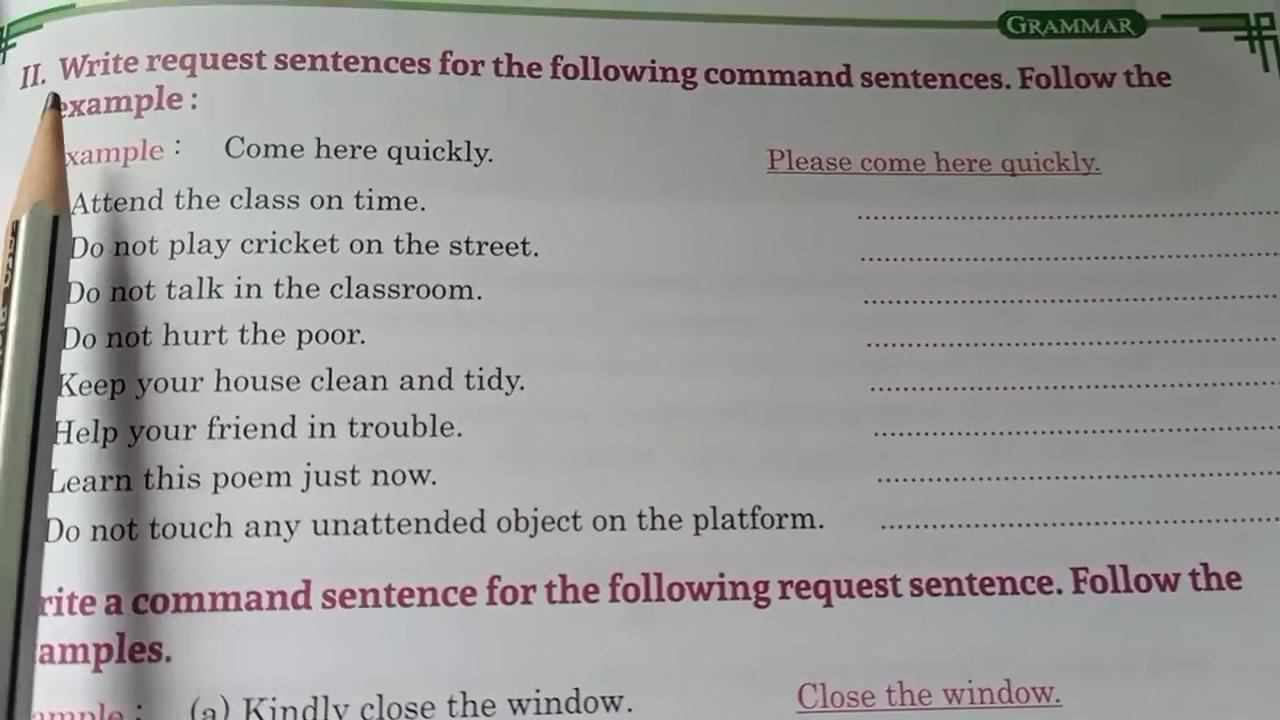 GRAMMAR
II. Write request sentences for the following command sentences. Follow the
example :
xample : Come here quickly. Please come here quickly.
Attend the class on time.
Do not play cricket on the street.
Do not talk in the classroom.
Do not hurt the poor.
Keep your house clean and tidy.
Help your friend in trouble.
Learn this poem just now.
Do not touch any unattended object on the platform.
rite a command sentence for the following request sentence. Follow the
amples.
ample : (a) Kindly close the window. Close the window.